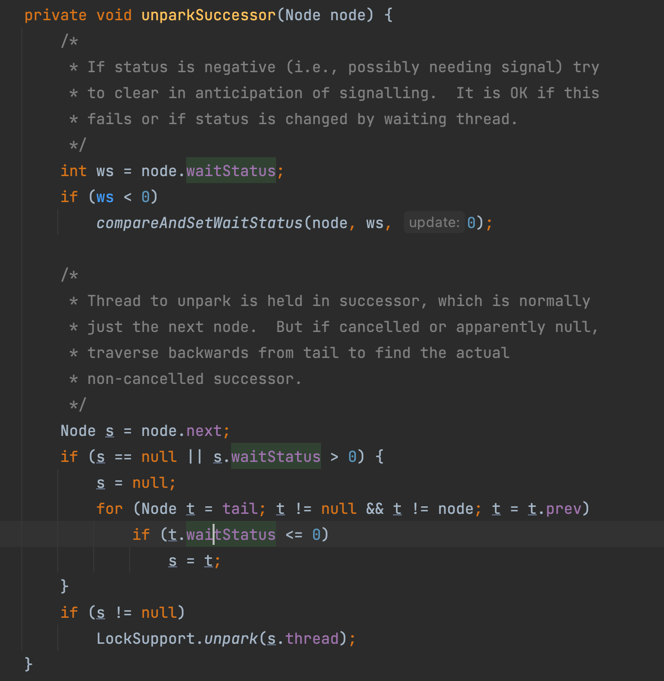 private void unparkSuccessor(Node node) {
    /*
     * If status is negative (i.e., possibly needing signal) try
     * to clear in anticipation of signalling.  It is OK if this
     * fails or if status is changed by waiting thread.
     */
    int ws = node.waitStatus;
    if (ws < 0)
        compareAndSetWaitStatus(node, ws, update: 0);

    /*
     * Thread to unpark is held in successor, which is normally
     * just the next node.  But if cancelled or apparently null,
     * traverse backwards from tail to find the actual
     * non-cancelled successor.
     */
    Node s = node.next;
    if (s == null || s.waitStatus > 0) {
        s = null;
        for (Node t = tail; t != null && t != node; t = t.prev)
            if (t.waitStatus <= 0)
                s = t;
    }
    if (s != null)
        LockSupport.unpark(s.thread);
}